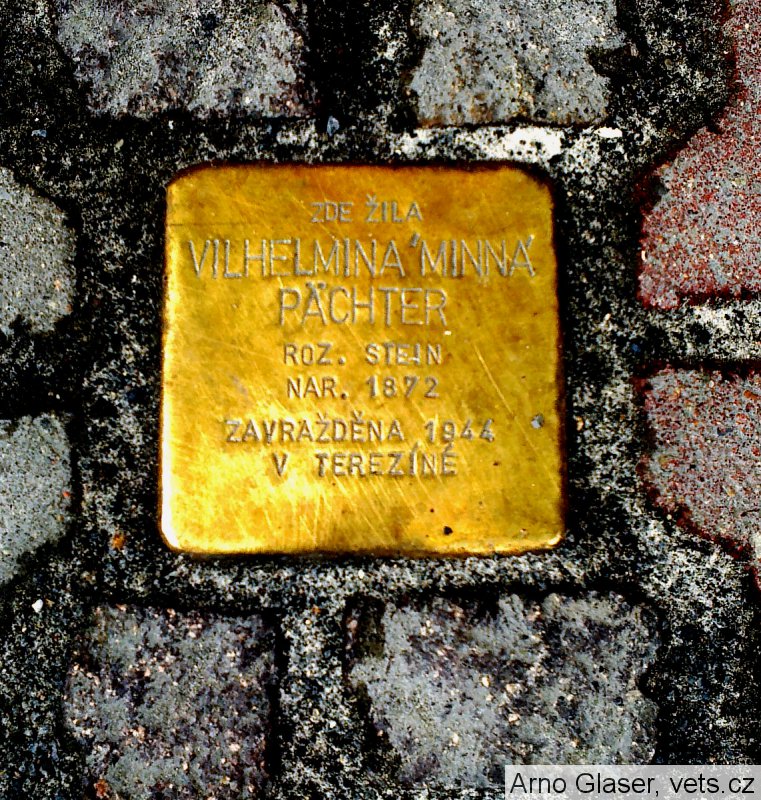 ZDE ŽILA
VILHELMINA "MINNA"
PÄCHTER
ROZ. STEIN
NAR. 1872
ZAVRAŽDĚNA 1944
V TEREZÍNĚ
Arno Glaser, vets.cz